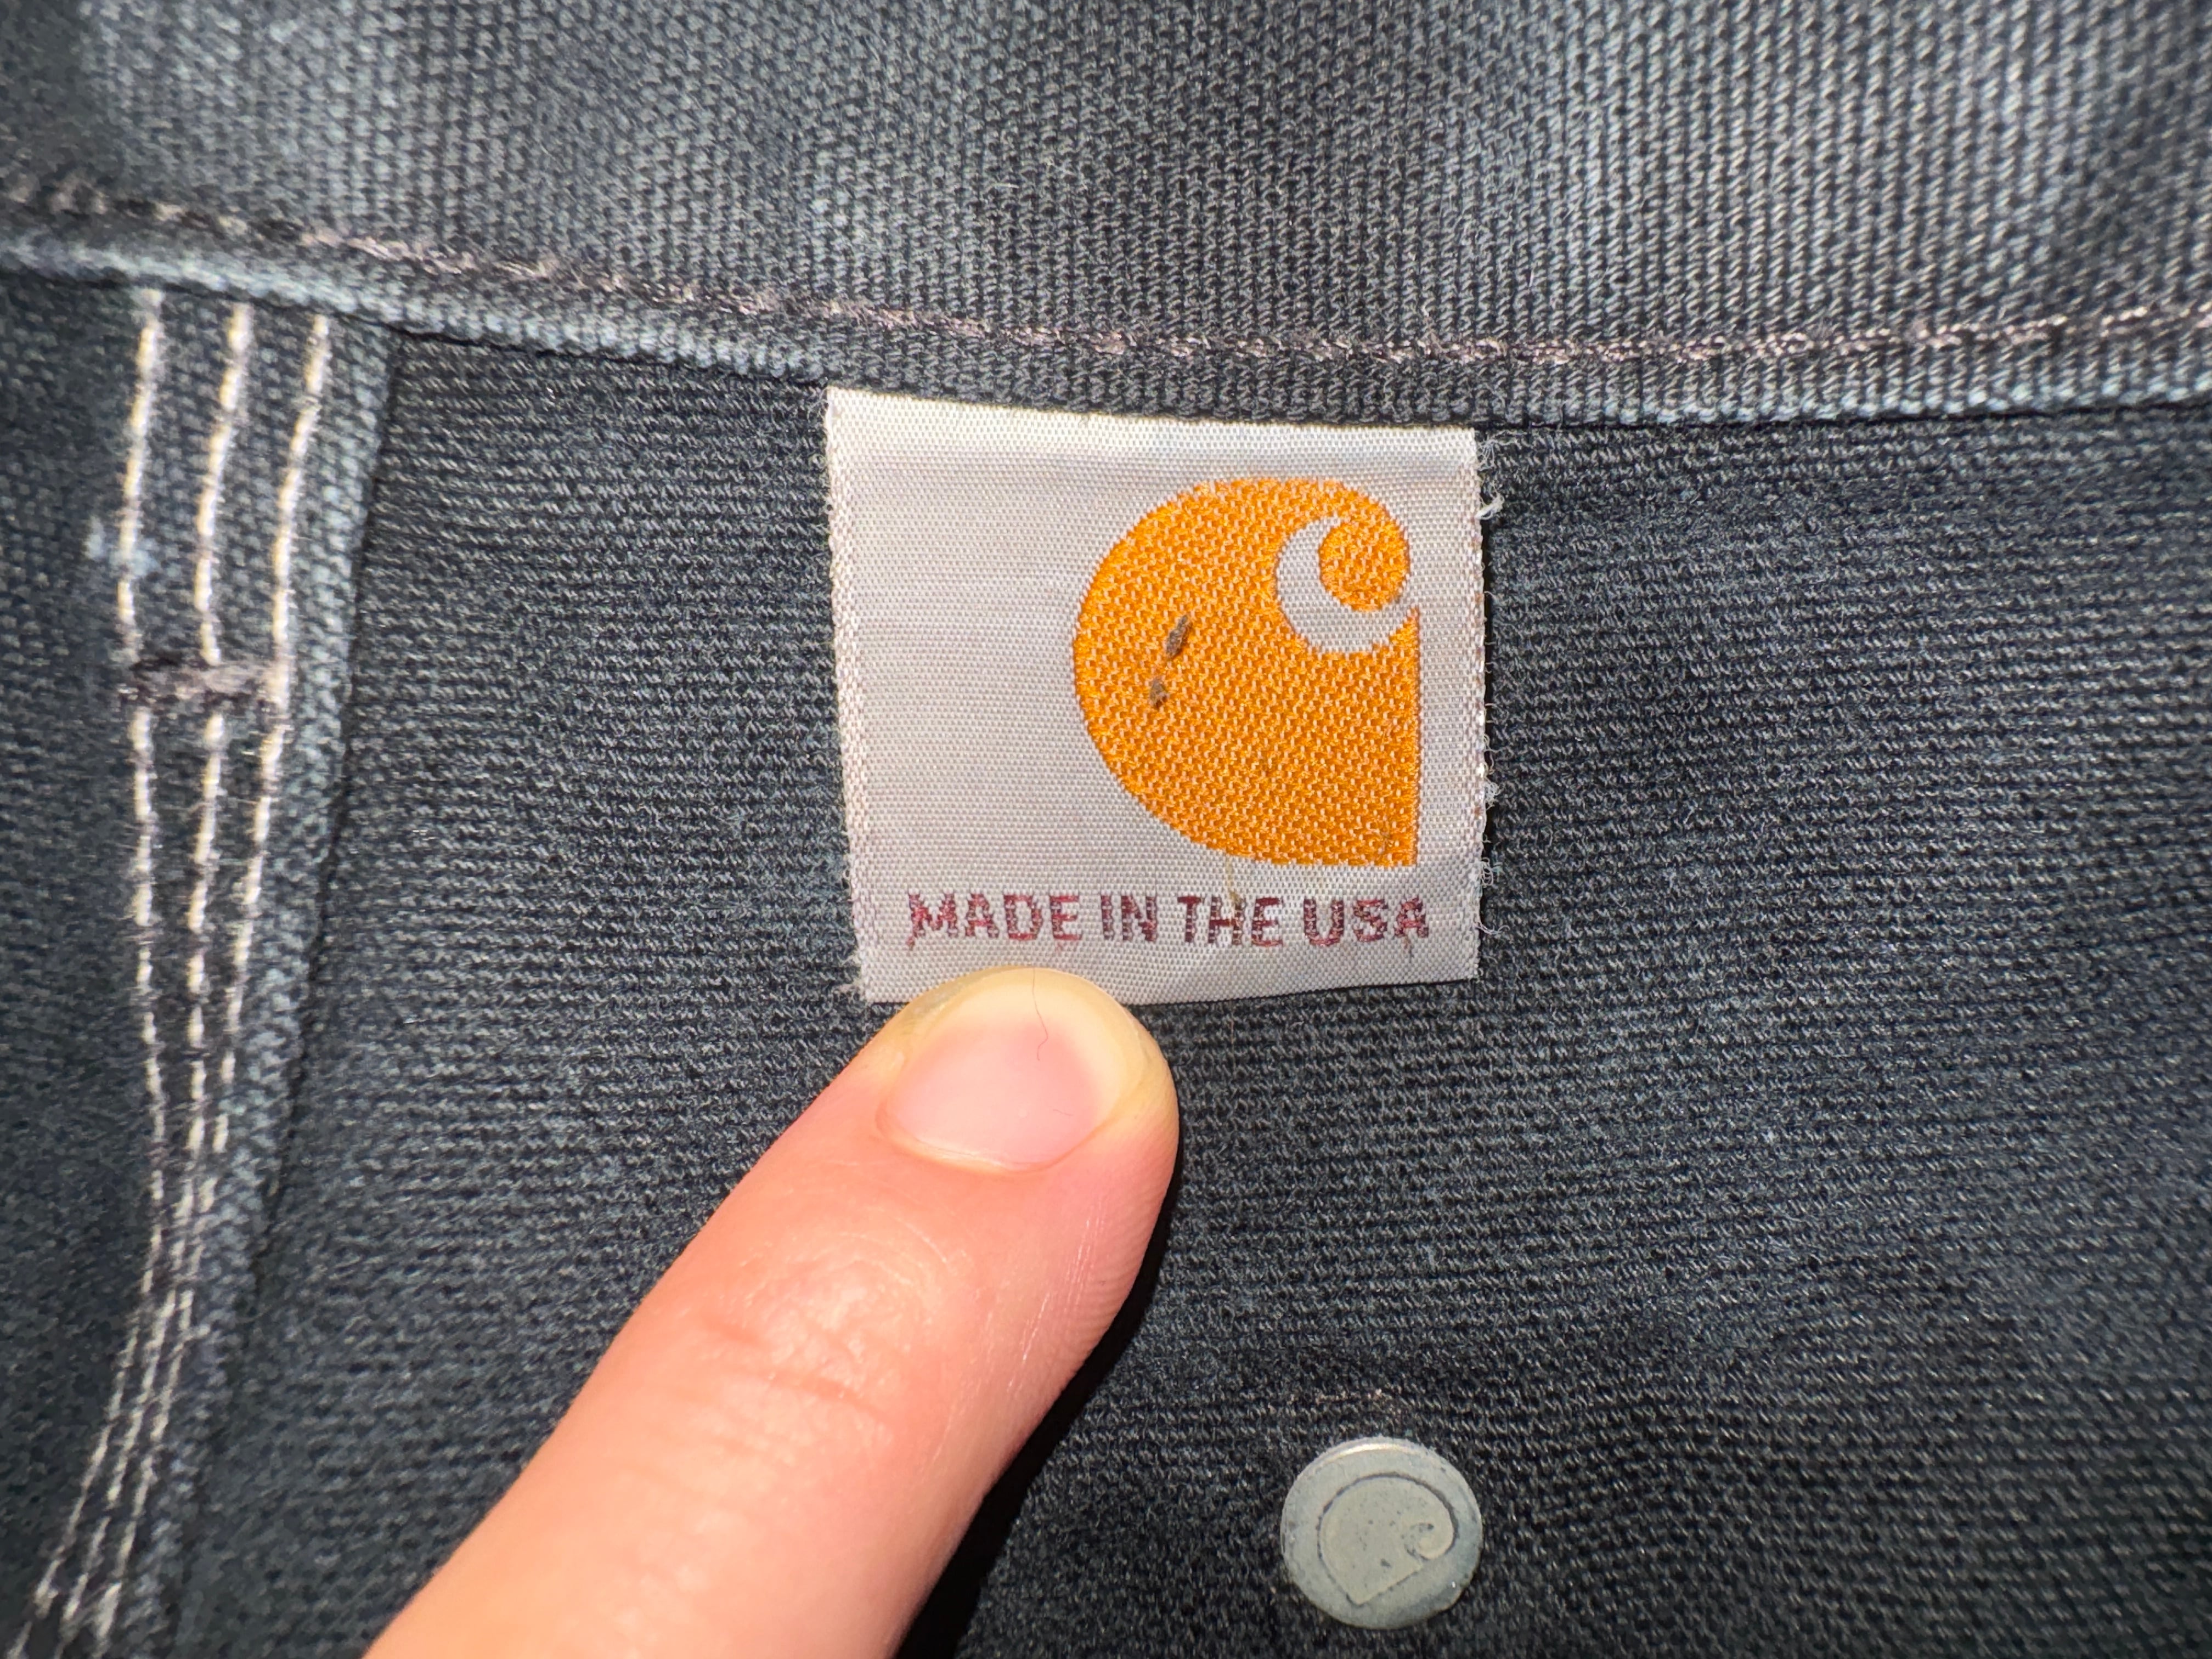 MADE IN THE USA